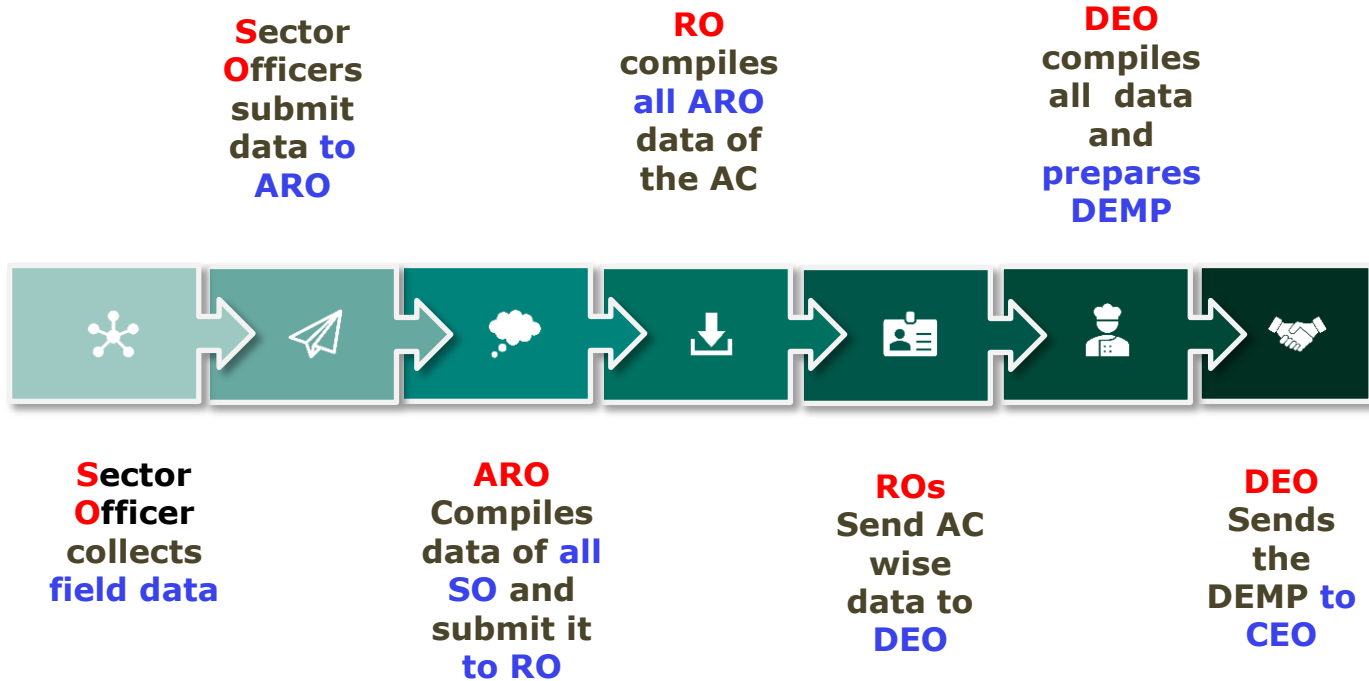 Sector
Officers
submit
data to
ARO
RO
compiles
all ARO
data of
the AC
DEO
compiles
all data
and
prepares
DEMP
Sector
Officer
collects
field data
ARO
Compiles
data of all
SO and
submit it
to RO
ROs
Send AC
wise
data to
DEO
DEO
Sends
the
DEMP to
CEO